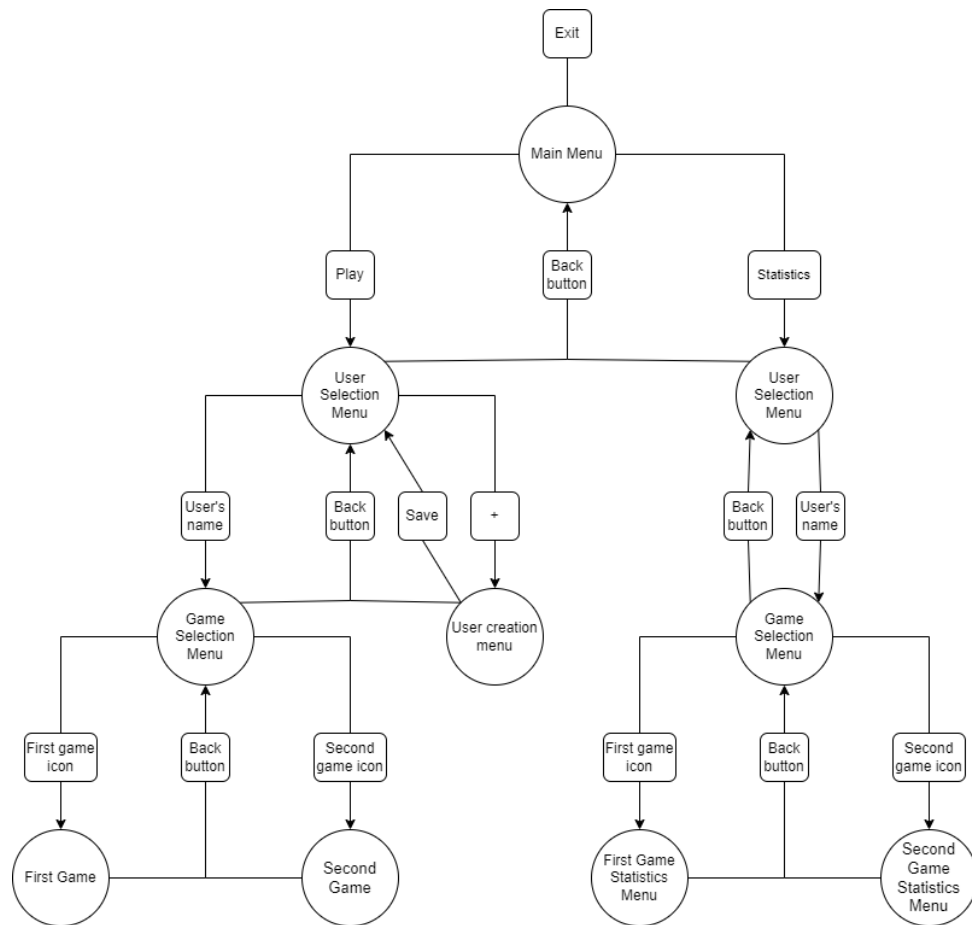 Exit
Main Menu
Play
Back
button
Statistics
User
Selection
Menu
User
Selection
Menu
User's
name
Back
button
Save
+
Back
button
User's
name
Game
Selection
Menu
User creation
menu
Game
Selection
Menu
First game
icon
Back
button
Second
game icon
First game
icon
Back
button
Second
game icon
First Game
Second
Game
First Game
Statistics
Menu
Second
Game
Statistics
Menu